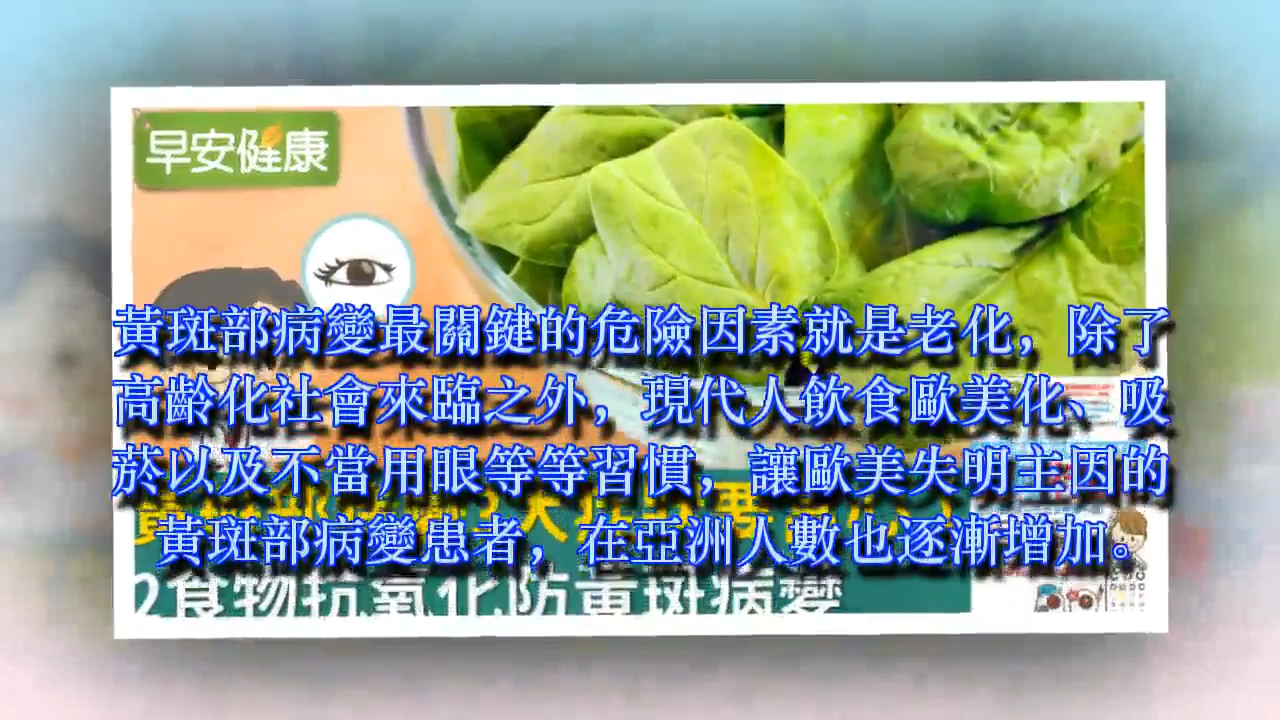 早安健康
黃斑部病變最關鍵的危險因素就是老化，除了
高齡化社會來臨之外，現代人飲食歐美化、吸
菸以及不當用眼等等習慣，讓歐美失明主因的
黃斑部病變患者，在亞洲人數也逐漸增加。
2食物抗氧化防黃斑病變